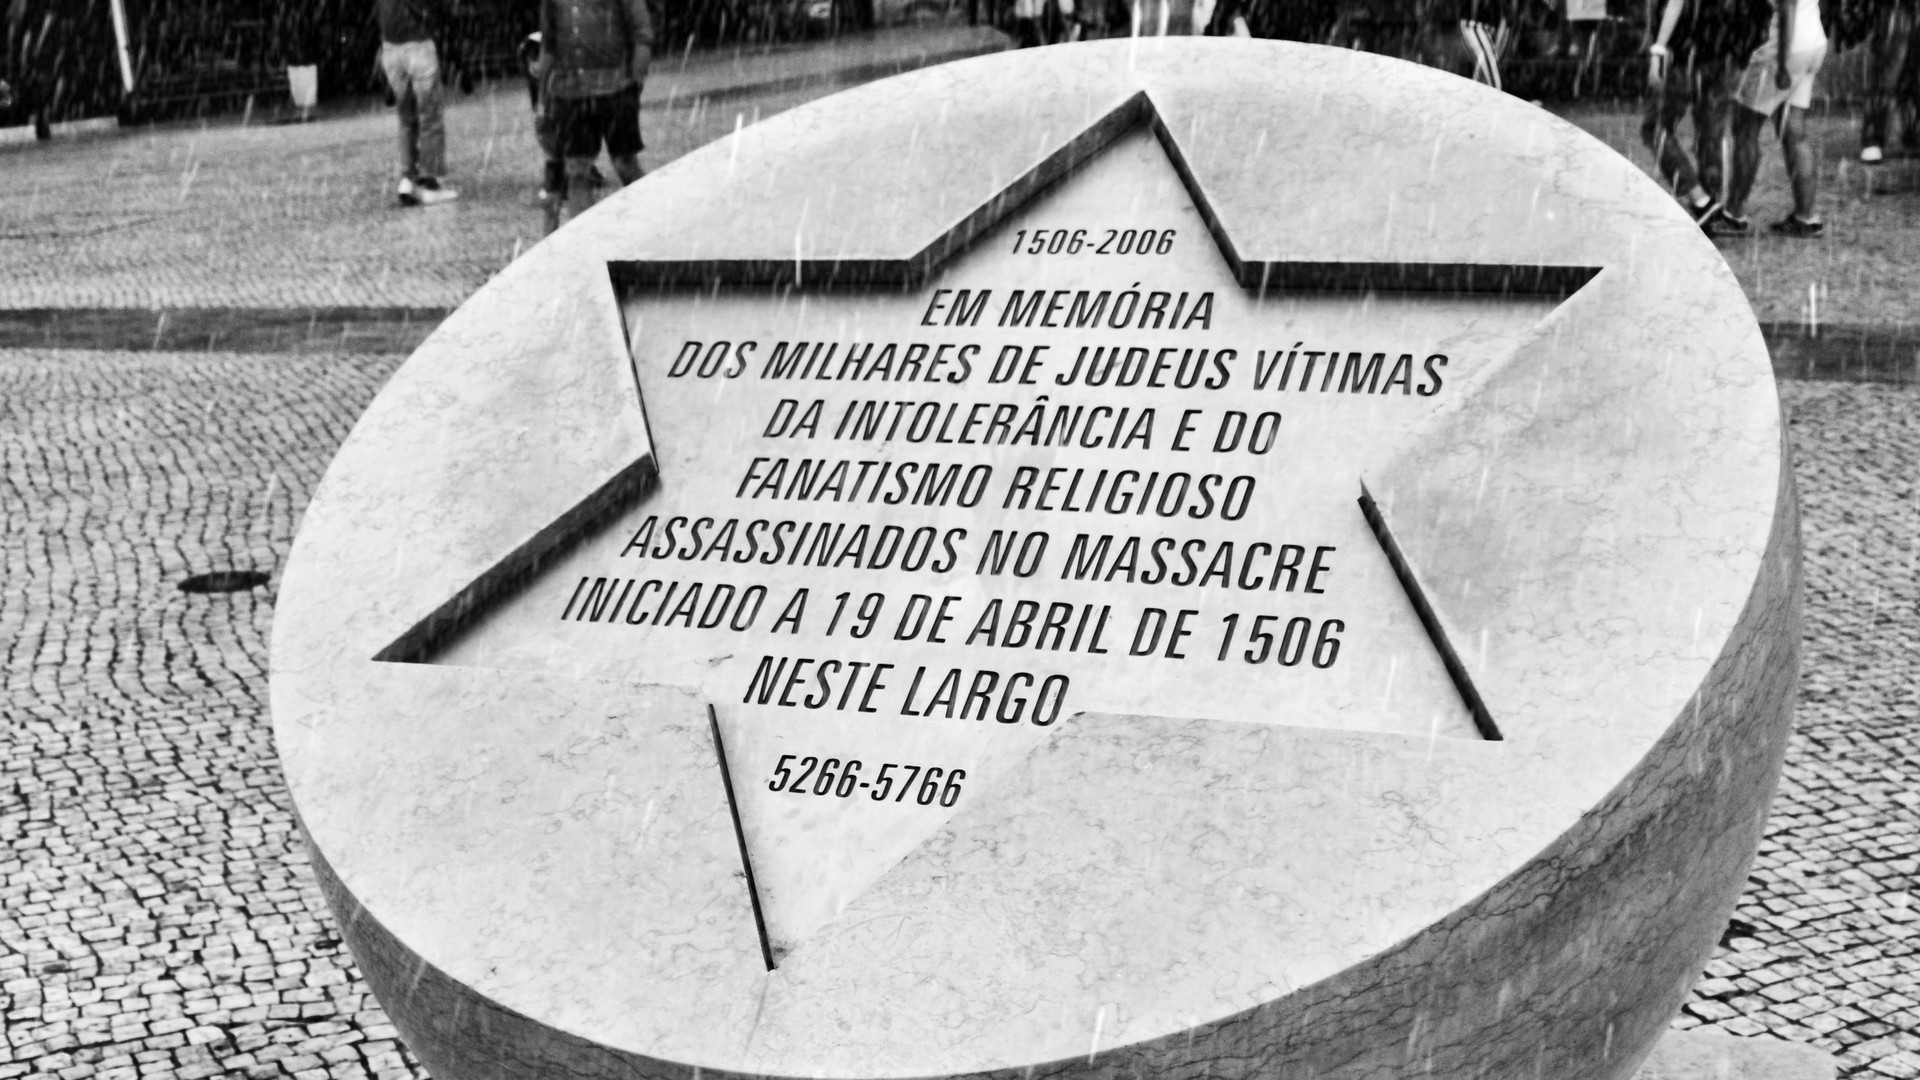 1506-2006
EM MEMÓRIA
DOS MILHARES DE JUDEUS VÍTIMAS
DA INTOLERÂNCIA E DO
FANATISMO RELIGIOSO
ASSASSINADOS NO MASSACRE
INICIADO A 19 DE ABRIL DE 1506
NESTE LARGO
5266-5766